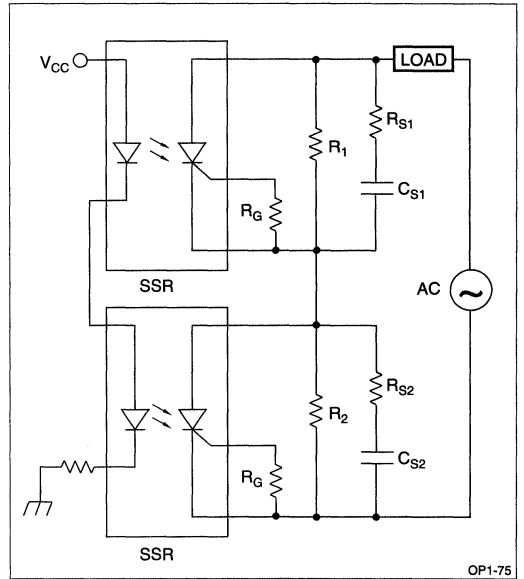 V_CC
LOAD
R_S1
R_1
C_S1
R_G
SSR
AC
R_S2
R_2
C_S2
R_G
SSR
OP1-75